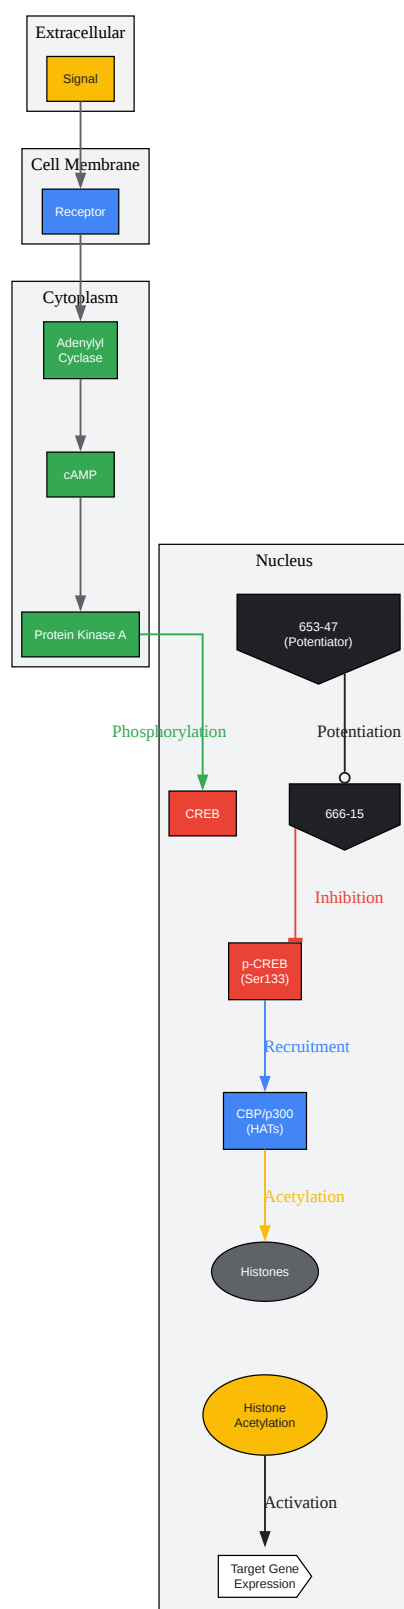 Extracellular
Signal
Cell Membrane
Receptor
Cytoplasm
Adenylyl
Cyclase
cAMP
Protein Kinase A
Nucleus
653-47
(Potentiator)
Phosphorylation
Potentiation
CREB
666-15
Inhibition
p-CREB
(Ser133)
Recruitment
CBP/p300
(HATs)
Acetylation
Histones
Histone
Acetylation
Activation
Target Gene
Expression